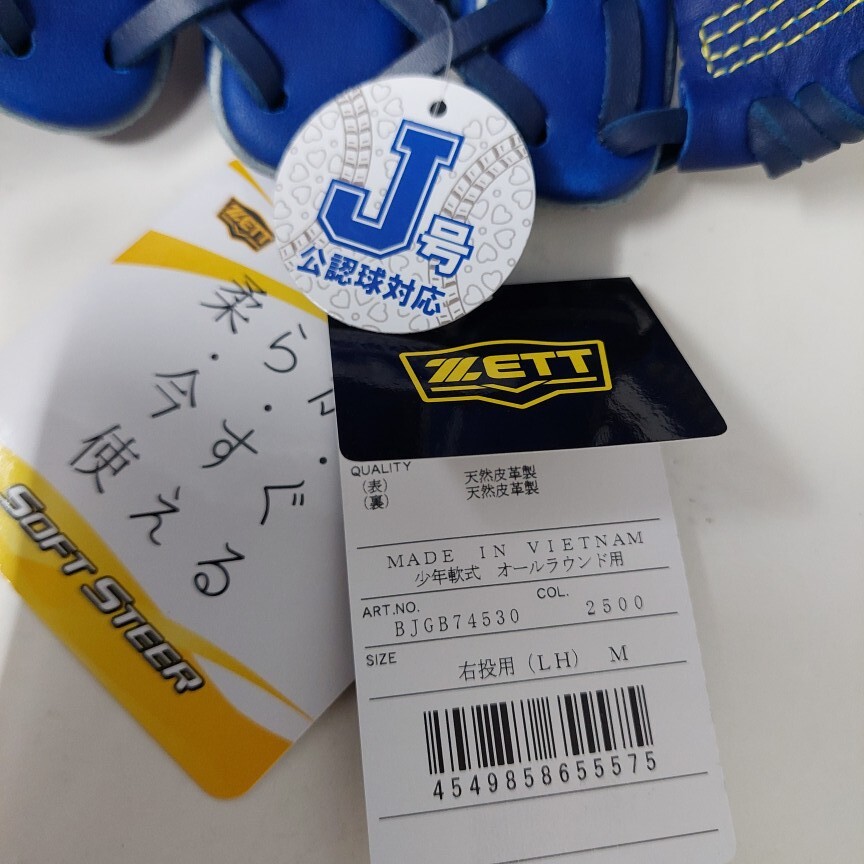 J号
公認球対応
ZETT
柔らか・
・今すぐ
使える
SOFT STEER
ZETT
QUALITY
(表) 天然皮革製
(裏) 天然皮革製
MADE IN VIETNAM
少年軟式 オールラウンド用
ART.NO. COL.
BJGB74530 2500
SIZE
右投用(LH) M
4549858655575